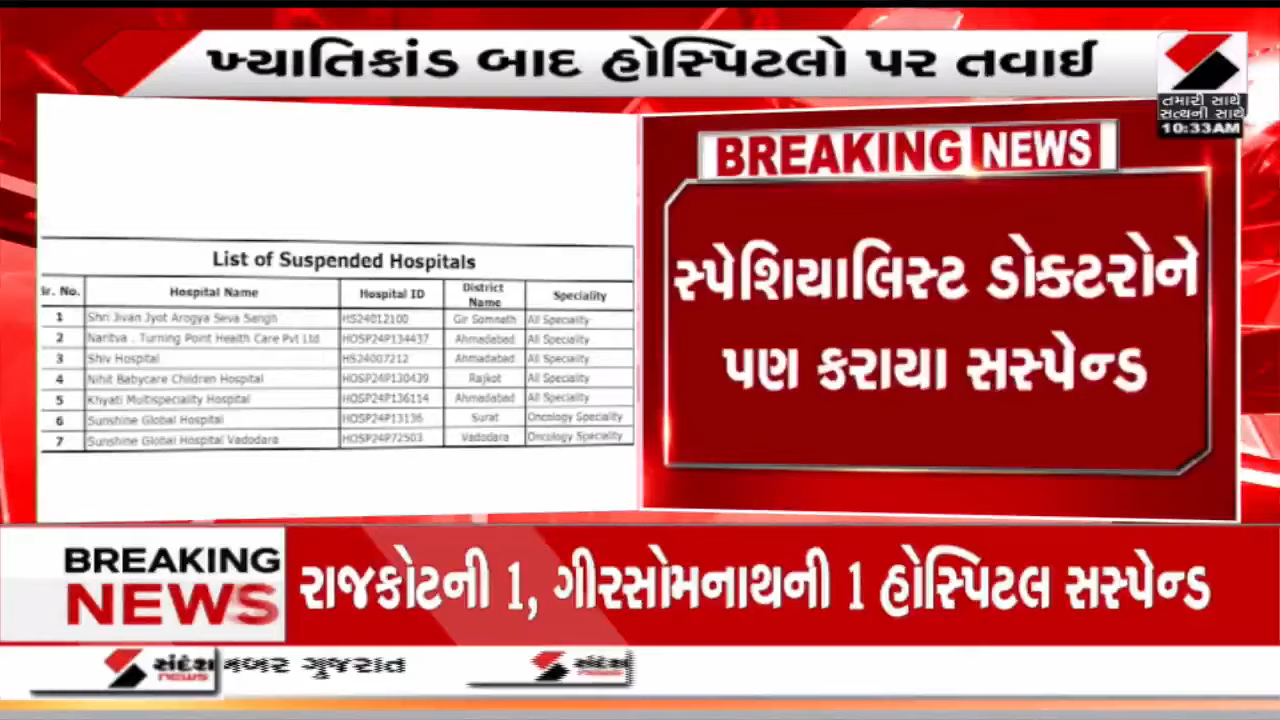 ખ્યાતિકાંડ બાદ હોસ્પિટલો પર તવાઈ
તમારી સાથે
સત્યની સાથે
10:33AM
List of Suspended Hospitals
Sr. No. Hospital Name Hospital ID District Name Speciality
1 Shri Jivan Jyot Arogya Seva Sangh HS24012100 Gir Somnath All Speciality
2 Naritva . Turning Point Health Care Pvt Ltd HOSP24P134437 Ahmadabad All Speciality
3 Shiv Hospital HS24007212 Ahmadabad All Speciality
4 Nihit Babycare Children Hospital HOSP24P130439 Rajkot All Speciality
5 Khyati Multispeciality Hospital HOSP24P136114 Ahmadabad All Speciality
6 Sunshine Global Hospital HOSP24P13136 Surat Oncology Speciality
7 Sunshine Global Hospital Vadodara HOSP24P72503 Vadodara Oncology Speciality
BREAKING NEWS
સ્પેશિયાલિસ્ટ ડોક્ટરોને
પણ કરાયા સસ્પેન્ડ
BREAKING
NEWS
રાજકોટની 1, ગીરસોમનાથની 1 હોસ્પિટલ સસ્પેન્ડ
સંદેશ NEWS નબર ગુજરાત સંદેશ NEWS